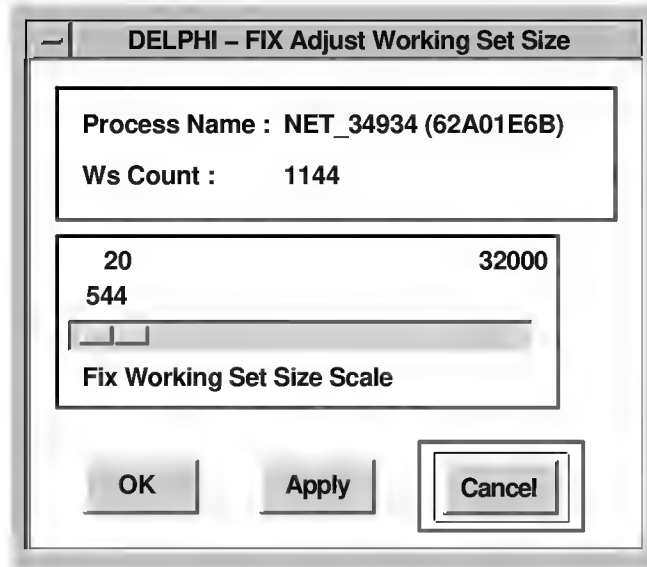 DELPHI – FIX Adjust Working Set Size
Process Name : NET_34934 (62A01E6B)
Ws Count : 1144
20 32000
544
Fix Working Set Size Scale
OK Apply Cancel